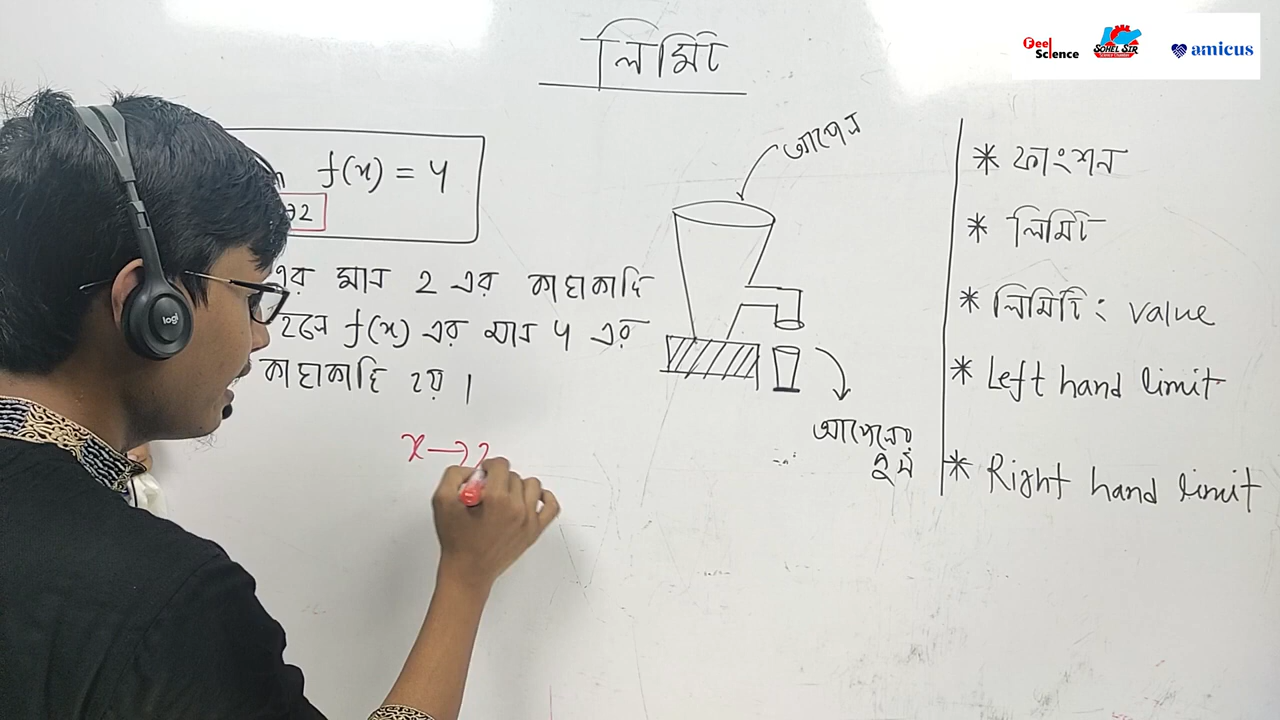 লিমিট
Feel Science
SOHEL SIR
amicus
f(x) = 4
→2
এর মান 2 এর কাছাকাছি
হলে f(x) এর মান 4 এর
কাছাকাছি হয়।
x→2
আপেল
আপেলের
জুস
* ফাংশন
* লিমিট
* লিমিট: value
* Left hand limit
* Right hand limit